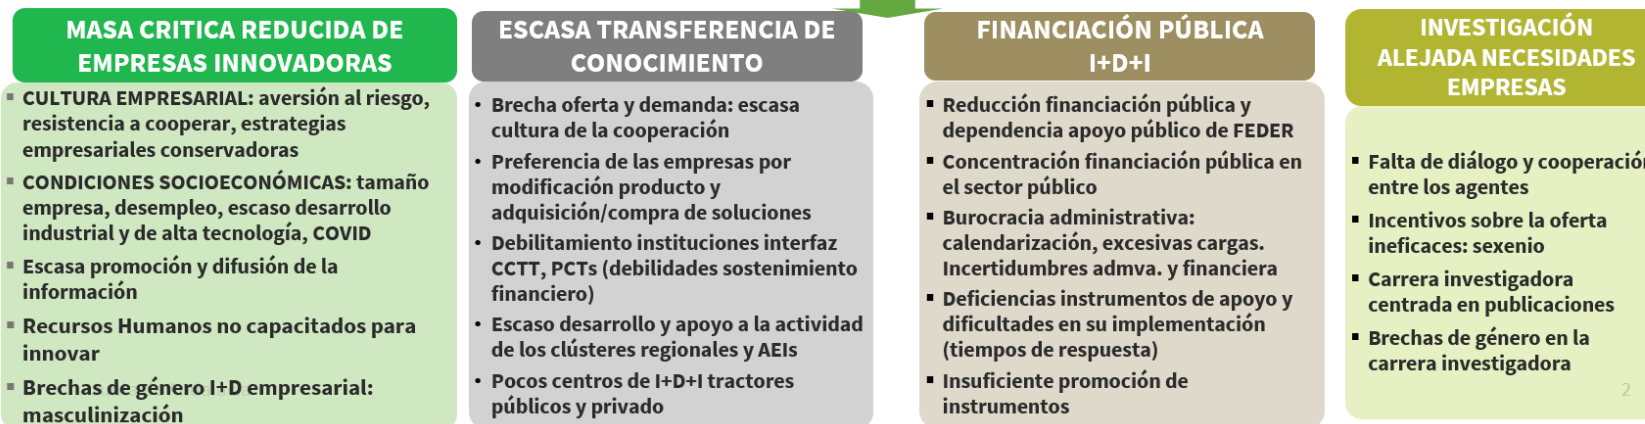 MASA CRITICA REDUCIDA DE
EMPRESAS INNOVADORAS
CULTURA EMPRESARIAL: aversión al riesgo,
resistencia a cooperar, estrategias
empresariales conservadoras
CONDICIONES SOCIOECONÓMICAS: tamaño
empresa, desempleo, escaso desarrollo
industrial y de alta tecnología, COVID
Escasa promoción y difusión de la
información
Recursos Humanos no capacitados para
innovar
Brechas de género I+D empresarial:
masculinización
ESCASA TRANSFERENCIA DE
CONOCIMIENTO
Brecha oferta y demanda: escasa
cultura de la cooperación
Preferencia de las empresas por
modificación producto y
adquisición/compra de soluciones
Debilitamiento instituciones interfaz
CCTT, PCTs (debilidades sostenimiento
financiero)
Escaso desarrollo y apoyo a la actividad
de los clústeres regionales y AEIs
Pocos centros de I+D+I tractores
públicos y privado
FINANCIACIÓN PÚBLICA
I+D+I
Reducción financiación pública y
dependencia apoyo público de FEDER
Concentración financiación pública en
el sector público
Burocracia administrativa:
calendarización, excesivas cargas.
Incertidumbres admva. y financiera
Deficiencias instrumentos de apoyo y
dificultades en su implementación
(tiempos de respuesta)
Insuficiente promoción de
instrumentos
INVESTIGACIÓN
ALEJADA NECESIDADES
EMPRESAS
Falta de diálogo y cooperación
entre los agentes
Incentivos sobre la oferta
ineficaces: sexenio
Carrera investigadora
centrada en publicaciones
Brechas de género en la
carrera investigadora
2